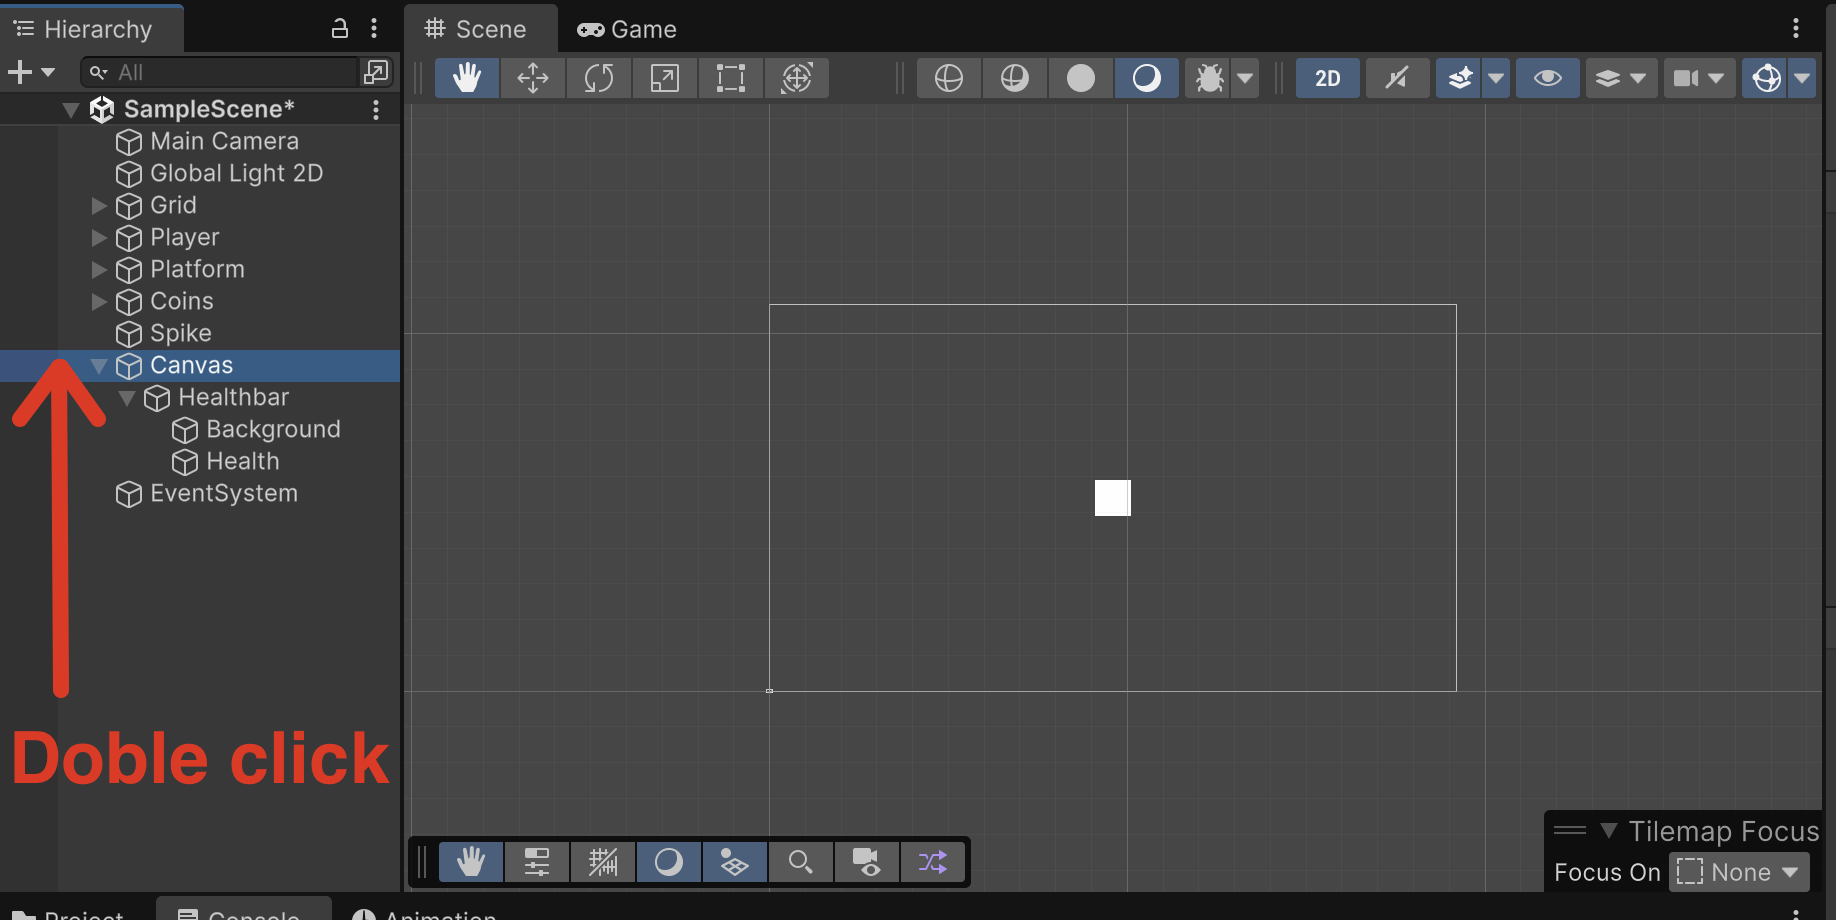 Hierarchy
Scene
Game
All
2D
SampleScene*
Main Camera
Global Light 2D
Grid
Player
Platform
Coins
Spike
Canvas
Healthbar
Background
Health
EventSystem
Doble click
Tilemap Focus
Focus On
None
Project
Console
Animation